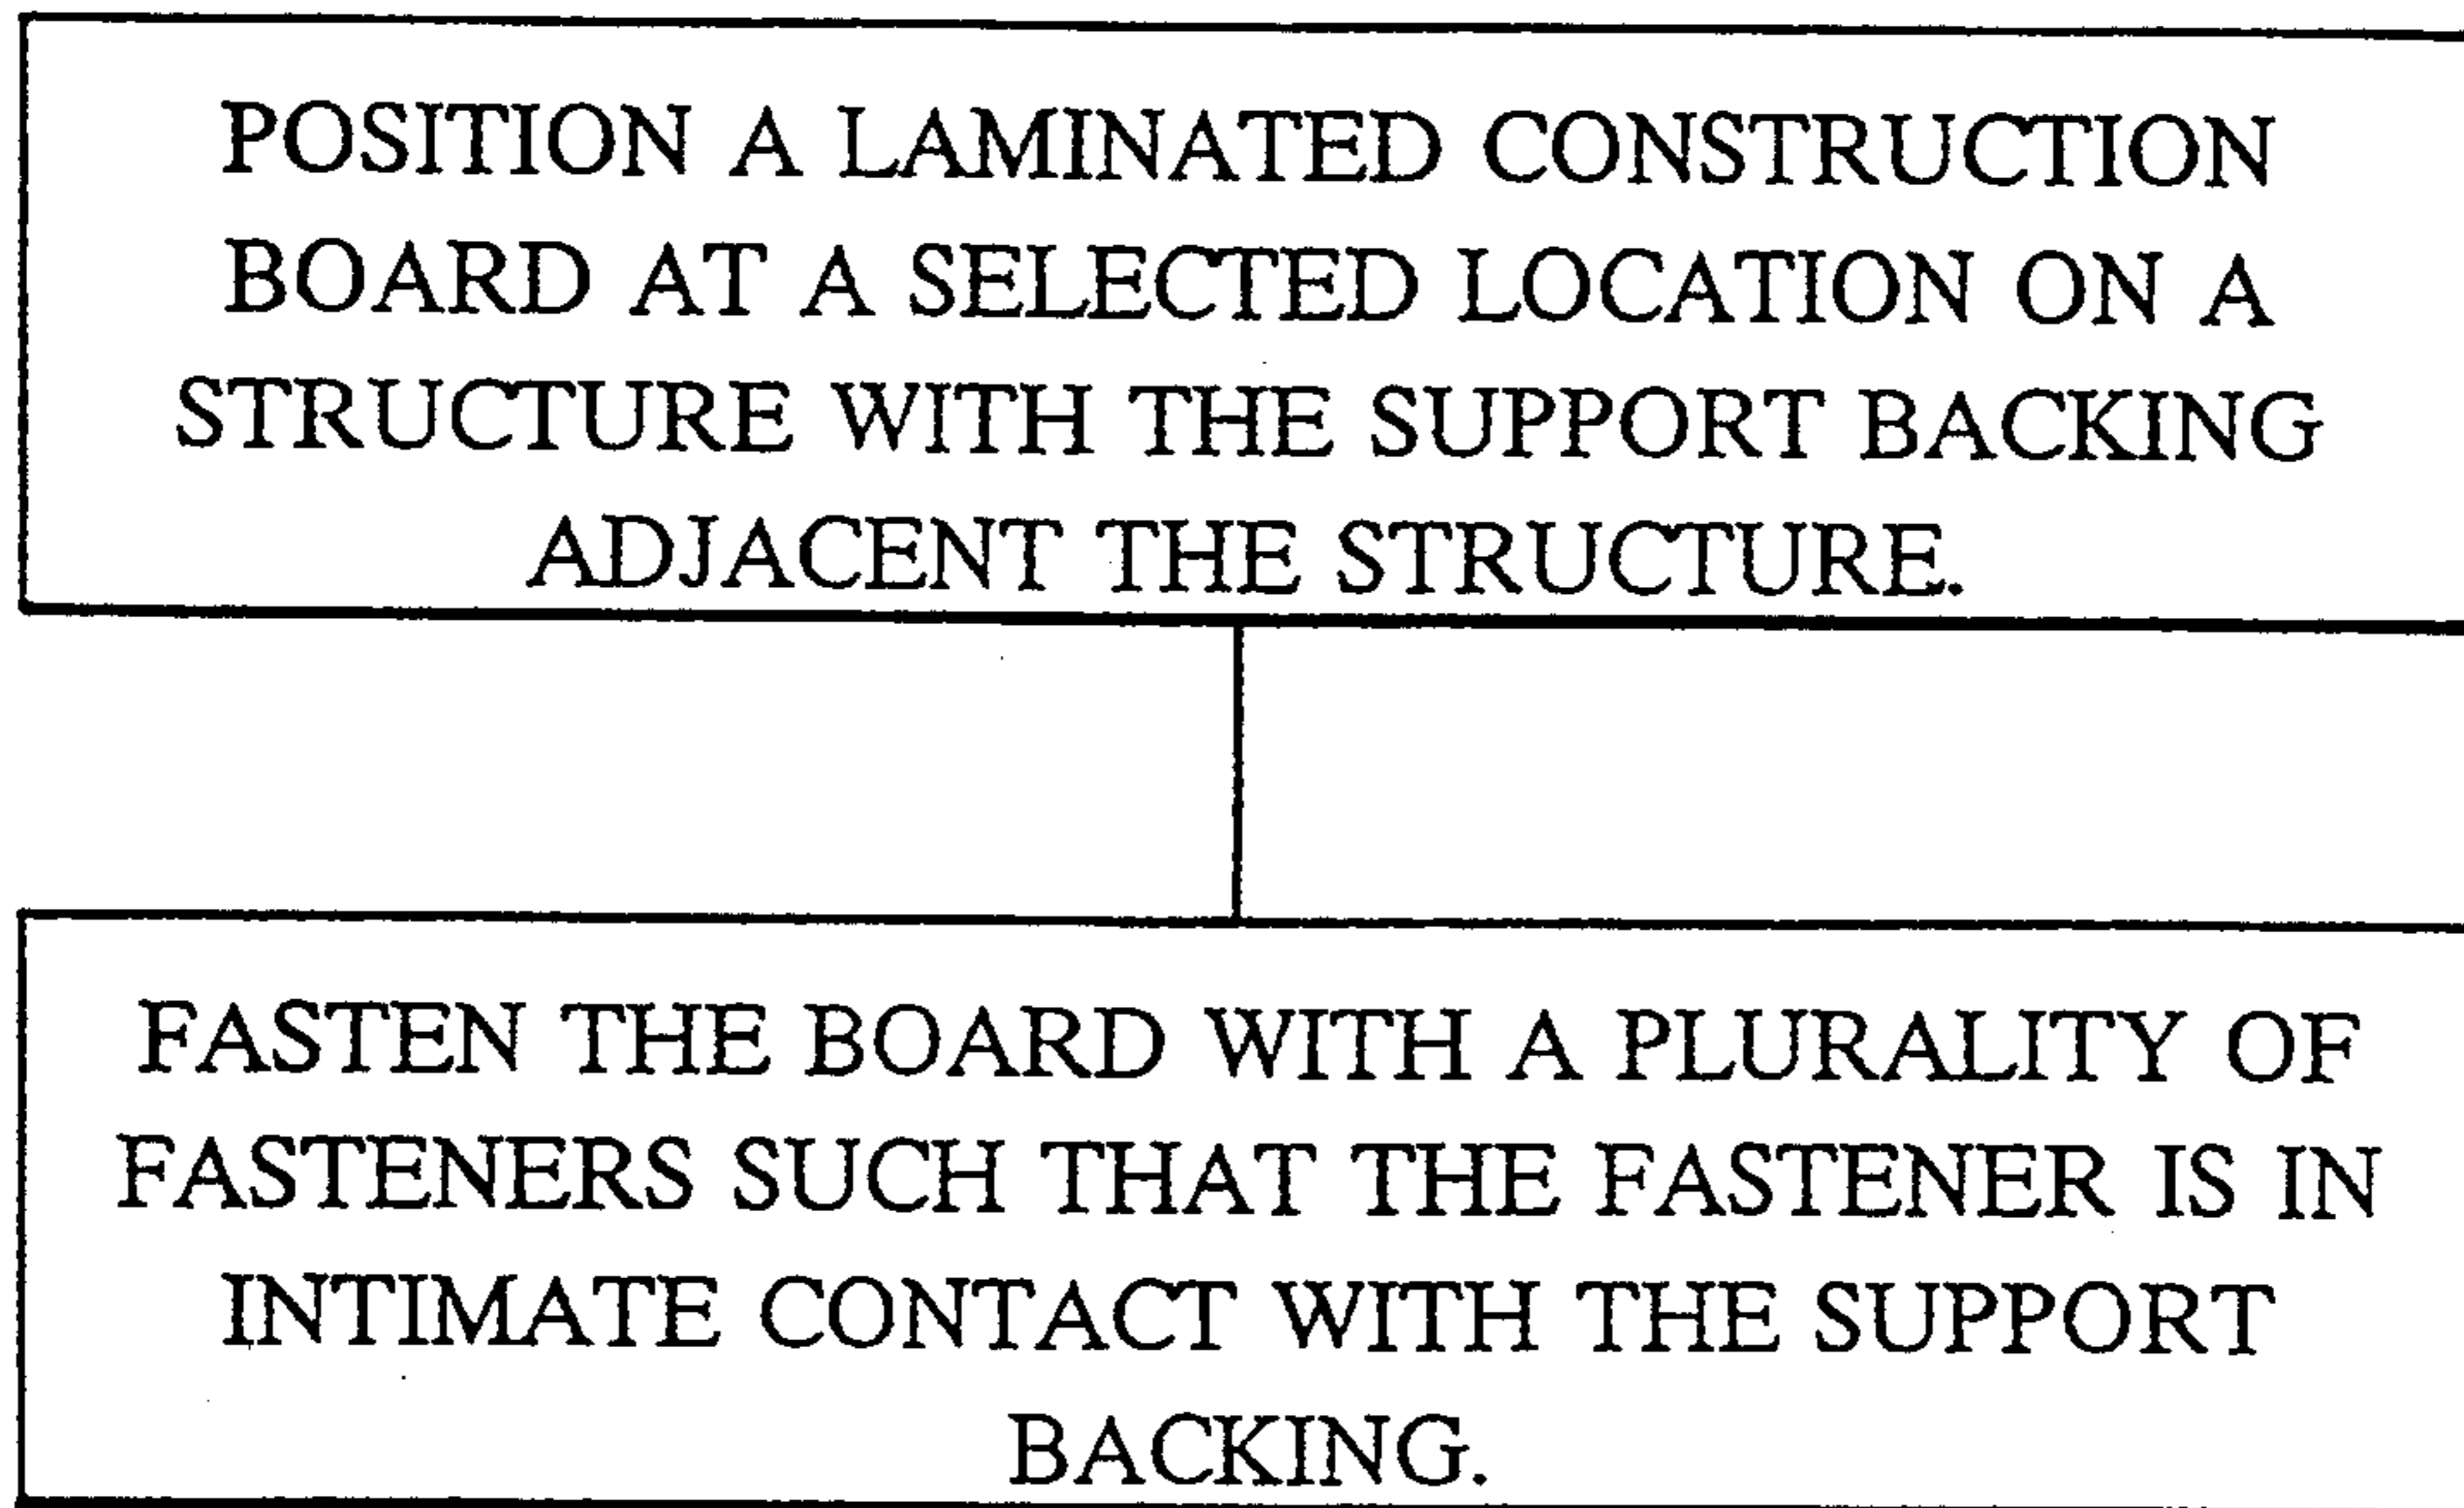 POSITION A LAMINATED CONSTRUCTION
BOARD AT A SELECTED LOCATION ON A
STRUCTURE WITH THE SUPPORT BACKING
ADJACENT THE STRUCTURE.
FASTEN THE BOARD WITH A PLURALITY OF
FASTENERS SUCH THAT THE FASTENER IS IN
INTIMATE CONTACT WITH THE SUPPORT
BACKING.